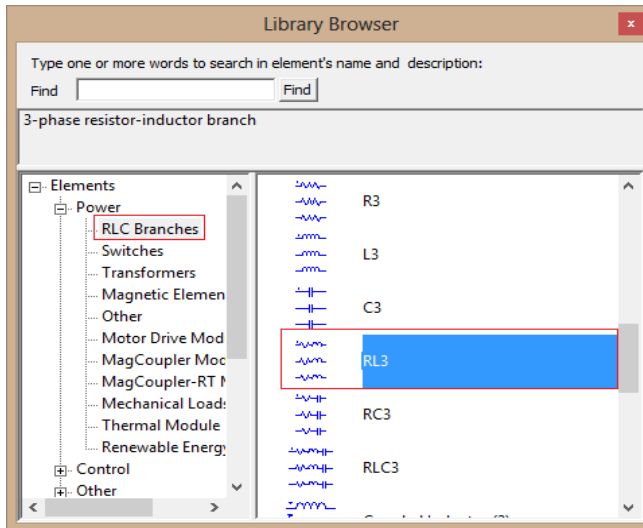 Library Browser
x
Type one or more words to search in element's name and description:
Find
Find
3-phase resistor-inductor branch
Elements
Power
RLC Branches
Switches
Transformers
Magnetic Elemen
Other
Motor Drive Mod
MagCoupler Moc
MagCoupler-RT
Mechanical Load
Thermal Module
Renewable Energy
Control
Other
R3
L3
C3
RL3
RC3
RLC3